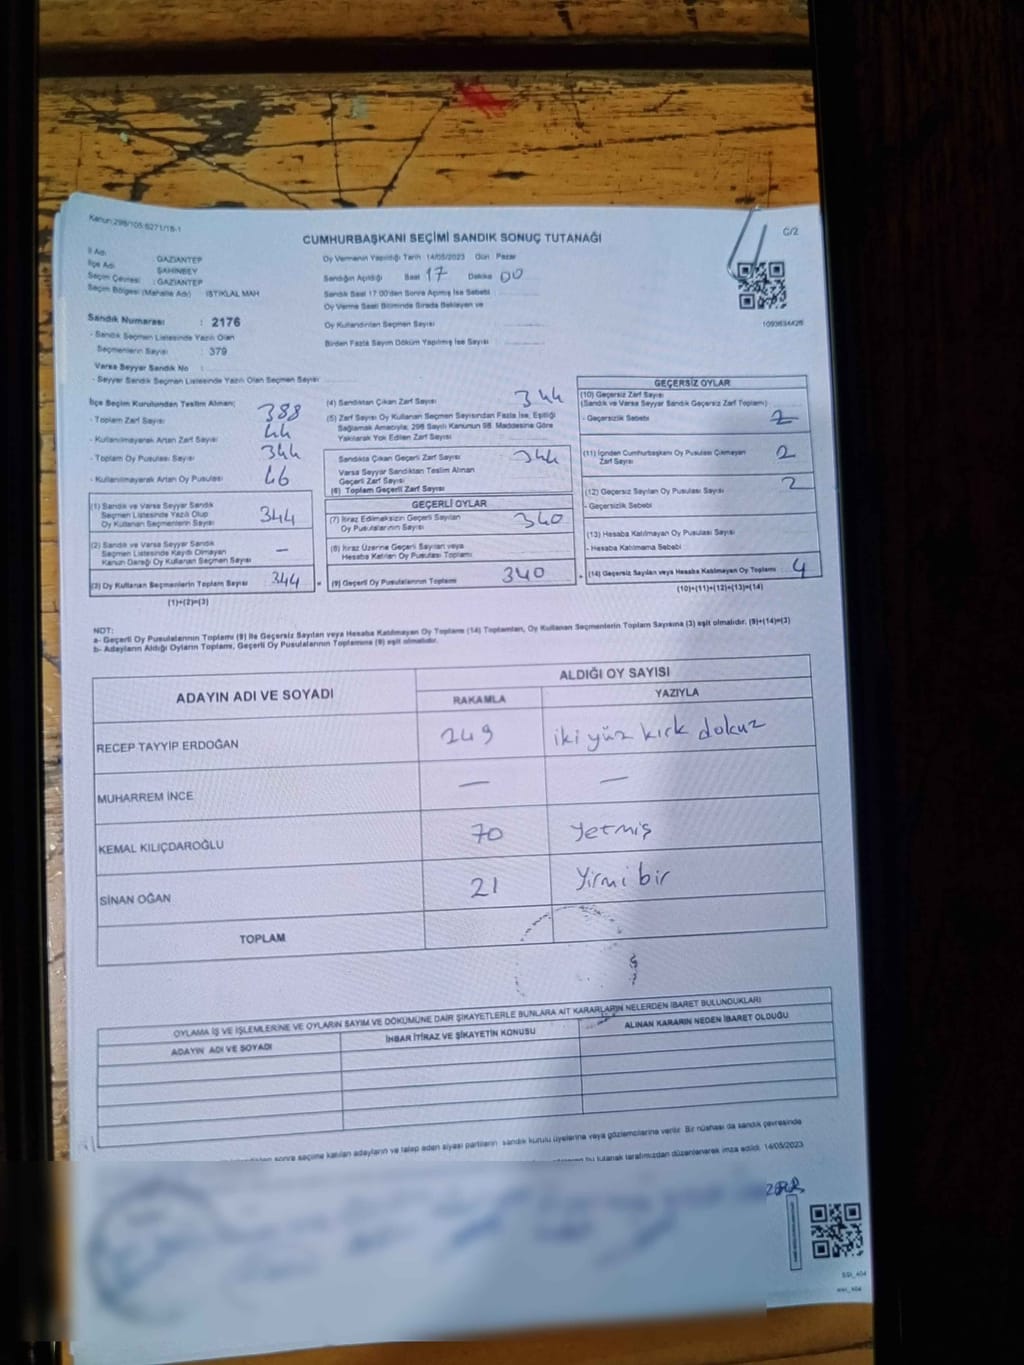 Kanun:298/105;6271/18-1
C/2
CUMHURBAŞKANI SEÇİMİ SANDIK SONUÇ TUTANAĞI
İl Adı : GAZİANTEP
İlçe Adı : ŞAHİNBEY
Seçim Çevresi : GAZİANTEP
Seçim Bölgesi (Mahalle Adı) : İSTİKLAL MAH
Oy Vermenin Yapıldığı Tarih 14/05/2023 Gün : Pazar
Sandığın Açıldığı Saat 17 Dakika 00
Sandık Saat 17:00'den Sonra Açılmış İse Sebebi
Oy Verme Saati Bitiminde Sırada Bekleyen ve
Oy Kullandırılan Seçmen Sayısı
Birden Fazla Sayım Döküm Yapılmış İse Sayısı
1093634426
Sandık Numarası : 2176
- Sandık Seçmen Listesinde Yazılı Olan
Seçmenlerin Sayısı : 379
Varsa Seyyar Sandık No :
- Seyyar Sandık Seçmen Listesinde Yazılı Olan Seçmen Sayısı
İlçe Seçim Kurulundan Teslim Alınan;
- Toplam Zarf Sayısı 388
- Kullanılmayarak Artan Zarf Sayısı 44
- Toplam Oy Pusulası Sayısı 344
- Kullanılmayarak Artan Oy Pusulası 46
(1) Sandık ve Varsa Seyyar Sandık
Seçmen Listesinde Yazılı Olup
Oy Kullanan Seçmenlerin Sayısı 344
(2) Sandık ve Varsa Seyyar Sandık
Seçmen Listesinde Kaydı Olmayan
Kanun Gereği Oy Kullanan Seçmen Sayısı —
(3) Oy Kullanan Seçmenlerin Toplam Sayısı 344
(1)+(2)=(3)
(4) Sandıktan Çıkan Zarf Sayısı 344
(5) Zarf Sayısı Oy Kullanan Seçmen Sayısından Fazla İse, Eşitliği
Sağlamak Amacıyla; 298 Sayılı Kanunun 98. Maddesine Göre
Yakılarak Yok Edilen Zarf Sayısı
Sandıkta Çıkan Geçerli Zarf Sayısı 344
Varsa Seyyar Sandıktan Teslim Alınan
Geçerli Zarf Sayısı
(6) Toplam Geçerli Zarf Sayısı
GEÇERLİ OYLAR
(7) İtiraz Edilmeksizin Geçerli Sayılan
Oy Pusulalarının Sayısı 340
(8) İtiraz Üzerine Geçerli Sayılan veya
Hesaba Katılan Oy Pusulası Toplamı
= (9) Geçerli Oy Pusulalarının Toplamı 340
GEÇERSİZ OYLAR
(10) Geçersiz Zarf Sayısı
(Sandık ve Varsa Seyyar Sandık Geçersiz Zarf Toplamı)
- Geçersizlik Sebebi 2
(11) İçinden Cumhurbaşkanı Oy Pusulası Çıkmayan
Zarf Sayısı 2
(12) Geçersiz Sayılan Oy Pusulası Sayısı 2
- Geçersizlik Sebebi
(13) Hesaba Katılmayan Oy Pusulası Sayısı
- Hesaba Katılmama Sebebi
+ (14) Geçersiz Sayılan veya Hesaba Katılmayan Oy Toplamı : 4
(10)+(11)+(12)+(13)=(14)
NOT:
a- Geçerli Oy Pusulalarının Toplamı (9) ile Geçersiz Sayılan veya Hesaba Katılmayan Oy Toplamı (14) Toplamları, Oy Kullanan Seçmenlerin Toplam Sayısına (3) eşit olmalıdır. (9)+(14)=(3)
b- Adayların Aldığı Oyların Toplamı, Geçerli Oy Pusulalarının Toplamına (9) eşit olmalıdır.
ADAYIN ADI VE SOYADI
ALDIĞI OY SAYISI
RAKAMLA YAZIYLA
RECEP TAYYİP ERDOĞAN 249 iki yüz kırk dokuz
MUHARREM İNCE — —
KEMAL KILIÇDAROĞLU 70 Yetmiş
SİNAN OĞAN 21 Yirmi bir
TOPLAM
OYLAMA İŞ VE İŞLEMLERİNE VE OYLARIN SAYIM VE DÖKÜMÜNE DAİR ŞİKAYETLERLE BUNLARA AİT KARARLARIN NELERDEN İBARET BULUNDUKLARI
ADAYIN ADI VE SOYADI İHBAR İTİRAZ VE ŞİKAYETİN KONUSU ALINAN KARARIN NEDEN İBARET OLDUĞU
sonra seçime katılan adayların ve talep eden siyasi partilerin sandık kurulu üyelerine veya gözlemcilerine verilir. Bir nüshası da sandık çevresinde
bu tutanak tarafımızdan düzenlenerek imza edildi. 14/05/2023